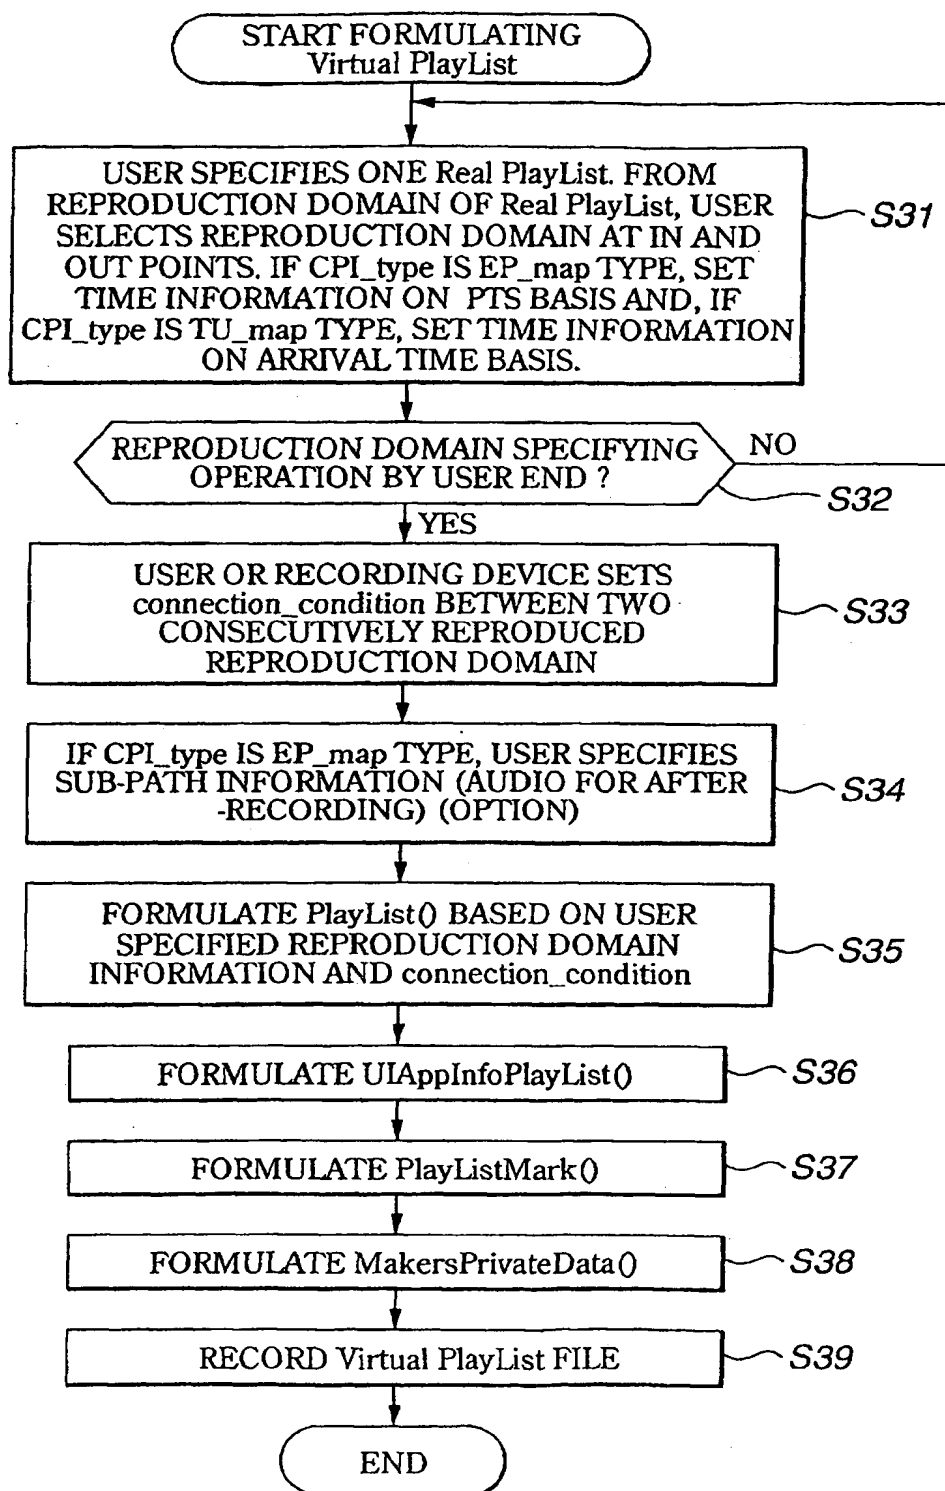 START FORMULATING
Virtual PlayList
USER SPECIFIES ONE Real PlayList. FROM
REPRODUCTION DOMAIN OF Real PlayList, USER
SELECTS REPRODUCTION DOMAIN AT IN AND
OUT POINTS. IF CPI_type IS EP_map TYPE, SET
TIME INFORMATION ON PTS BASIS AND, IF
CPI_type IS TU_map TYPE, SET TIME INFORMATION
ON ARRIVAL TIME BASIS.
S31
REPRODUCTION DOMAIN SPECIFYING
OPERATION BY USER END ?
NO
S32
YES
USER OR RECORDING DEVICE SETS
connection_condition BETWEEN TWO
CONSECUTIVELY REPRODUCED
REPRODUCTION DOMAIN
S33
IF CPI_type IS EP_map TYPE, USER SPECIFIES
SUB-PATH INFORMATION (AUDIO FOR AFTER
-RECORDING) (OPTION)
S34
FORMULATE PlayList() BASED ON USER
SPECIFIED REPRODUCTION DOMAIN
INFORMATION AND connection_condition
S35
FORMULATE UIAppInfoPlayList()
S36
FORMULATE PlayListMark()
S37
FORMULATE MakersPrivateData()
S38
RECORD Virtual PlayList FILE
S39
END